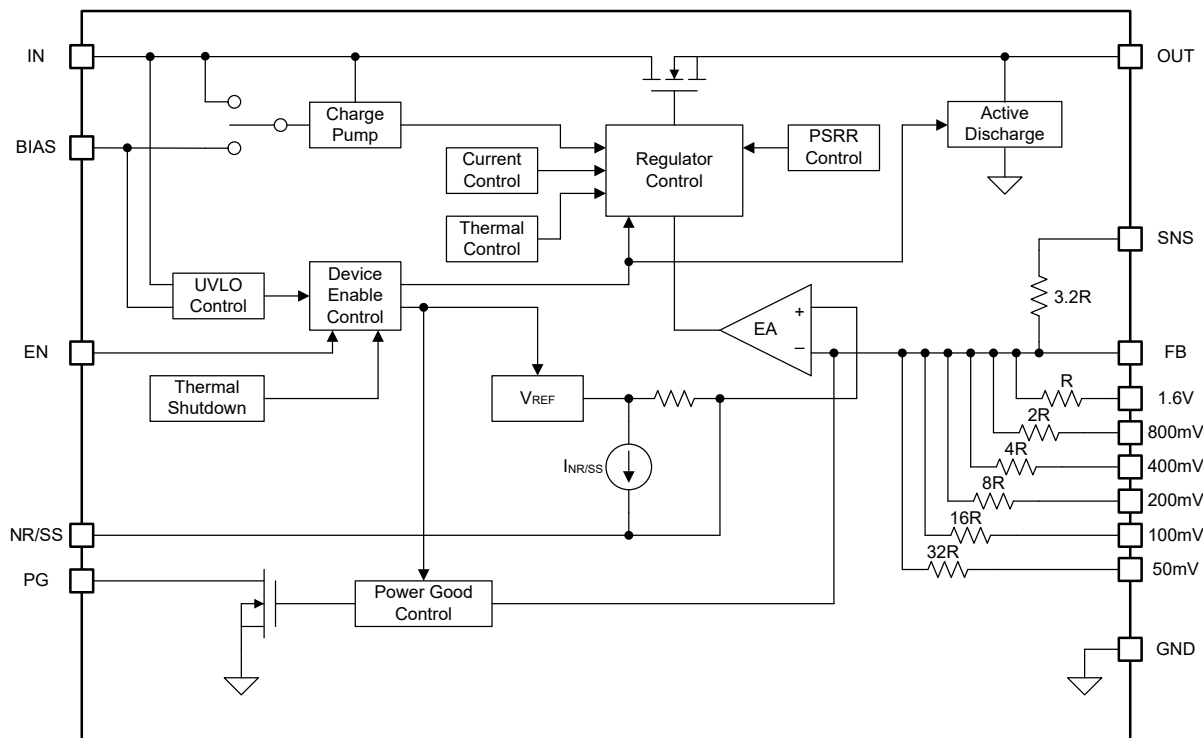 IN
OUT
BIAS
Charge
Pump
Active
Discharge
Current
Control
Regulator
Control
PSRR
Control
Thermal
Control
SNS
UVLO
Control
Device
Enable
Control
3.2R
EA
+
–
EN
FB
Thermal
Shutdown
VREF
R
1.6V
2R
800mV
4R
400mV
INR/SS
8R
200mV
NR/SS
16R
100mV
PG
32R
50mV
Power Good
Control
GND